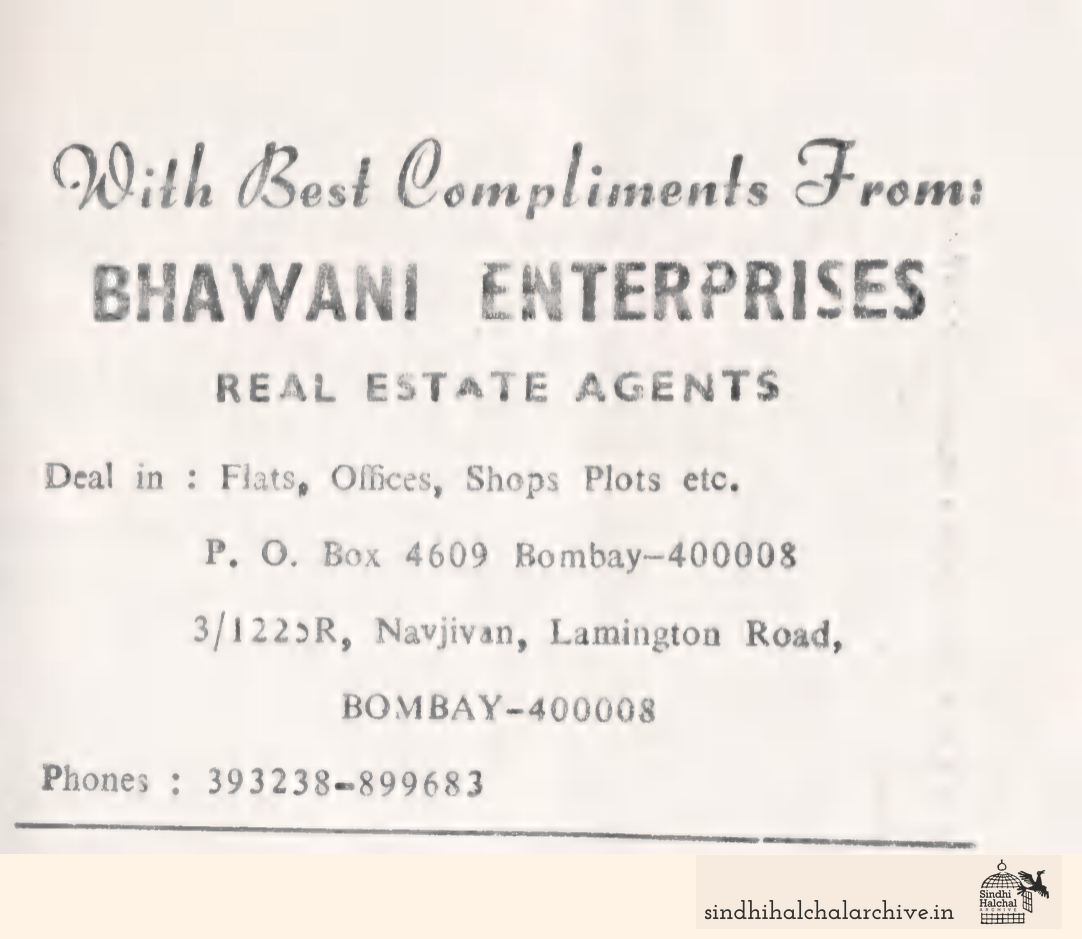 With Best Compliments From:
BHAWANI ENTERPRISES
REAL ESTATE AGENTS
Deal in : Flats, Offices, Shops Plots etc.
P. O. Box 4609 Bombay-400008
Navjivan, Lamington Road,
BOMBAY-400008
Phones : 393238-899683
sindhihalchalarchive.in
Sindhi
Halchal
ARCHIVE